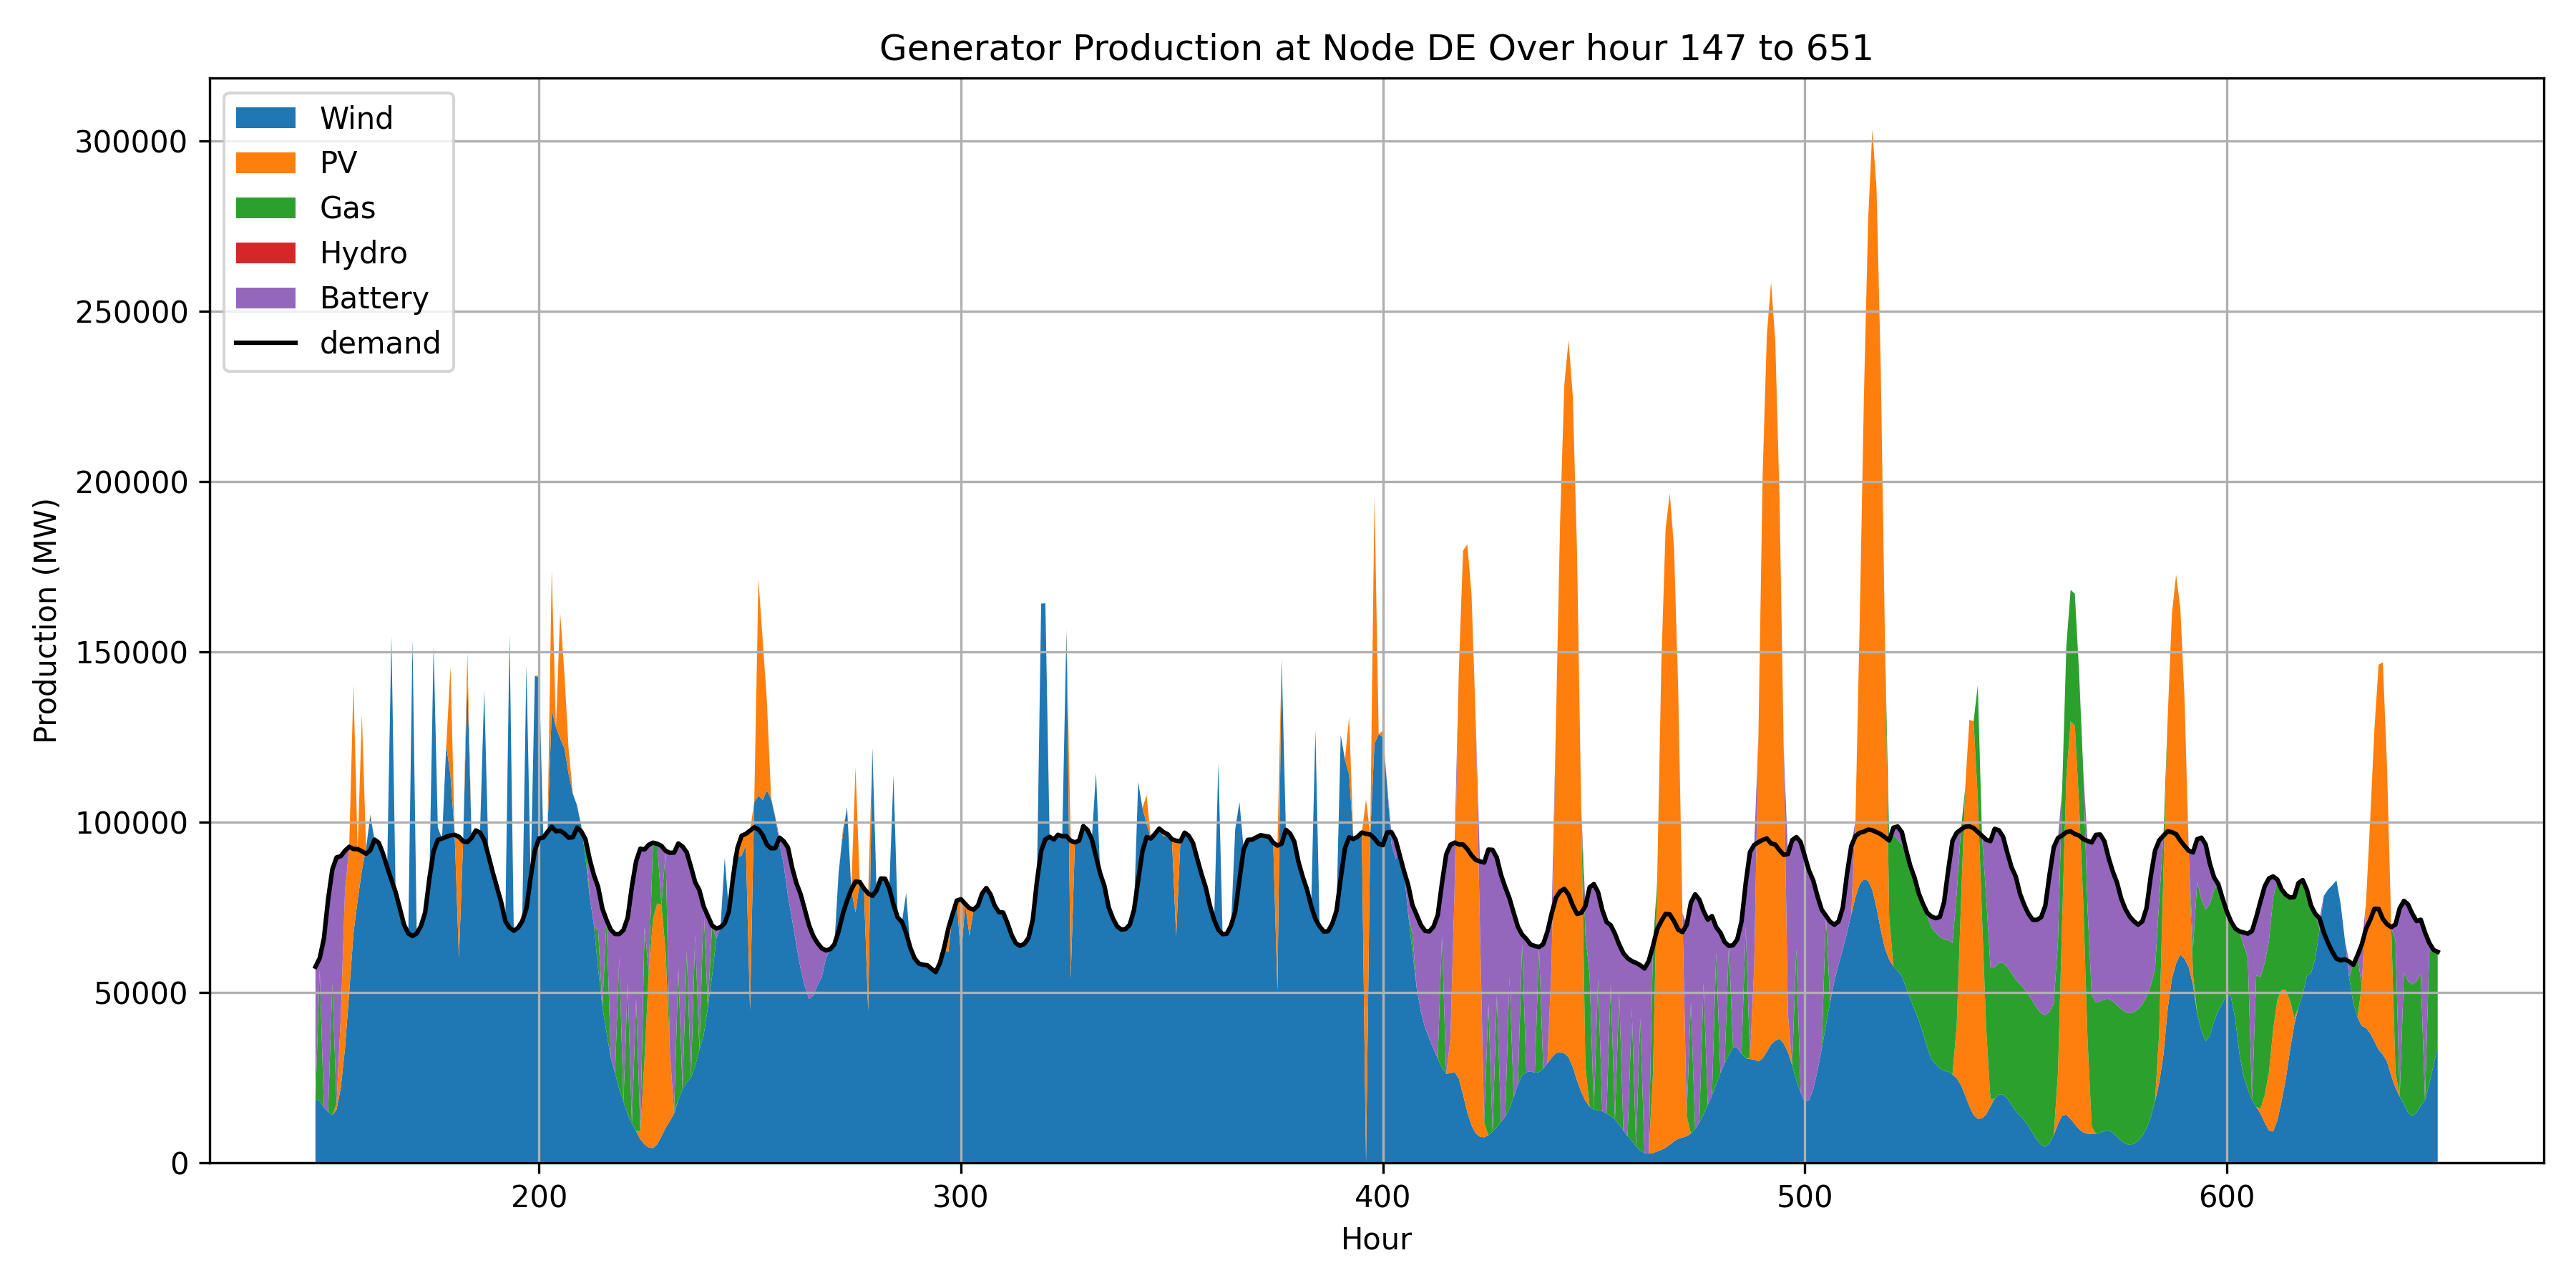 Generator Production at Node DE Over hour 147 to 651
Wind
PV
Gas
Hydro
Battery
demand
300000
250000
200000
150000
100000
50000
0
Production (MW)
200
300
400
500
600
Hour